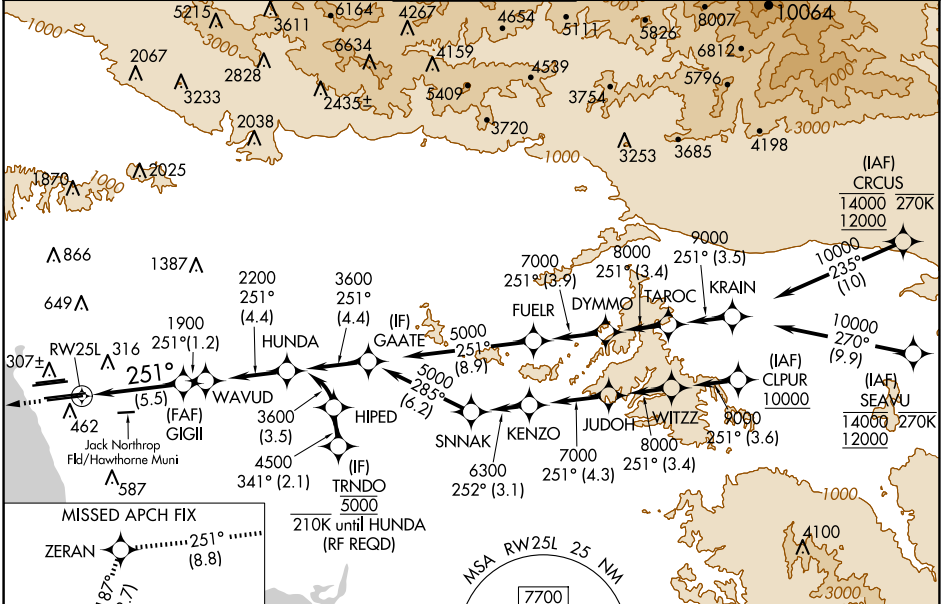 5215
3611
6164
4267
4654
5111
5826
8007
10064
1000
3000
6634
4159
6812
7000
2067
2828
4539
5796
3233
2435±
5409
3754
2038
3720
3000
4198
1000
3253
3685
1870
1000
2025
(IAF)
CRCUS
14000 270K
12000
866
1387
649
307±
RW25L
316
462
Jack Northrop
Fld/Hawthorne Muni
587
251°
(5.5)
(FAF)
GIGII
1900
251° (1.2)
WAVUD
2200
251°
(4.4)
HUNDA
3600
251°
(4.4)
(IF)
GAATE
5000
251°
(8.9)
FUELR
7000
251° (3.9)
DYMMO
8000
251° (3.4)
TAROC
9000
251° (3.5)
KRAIN
10000
235°
(10)
10000
270°
(9.9)
(IAF)
SEAVU
14000 270K
12000
5000
285°
(6.2)
SNNAK
6300
252° (3.1)
KENZO
7000
251° (4.3)
JUDOH
8000
251° (3.4)
WITZZ
9000
251° (3.6)
(IAF)
CLPUR
10000
3600
(3.5)
HIPED
4500
341° (2.1)
(IF)
TRNDO
5000
210K until HUNDA
(RF REQD)
MISSED APCH FIX
ZERAN
251°
(8.8)
MSA RW25L 25 NM
7700
1000
4100
3000